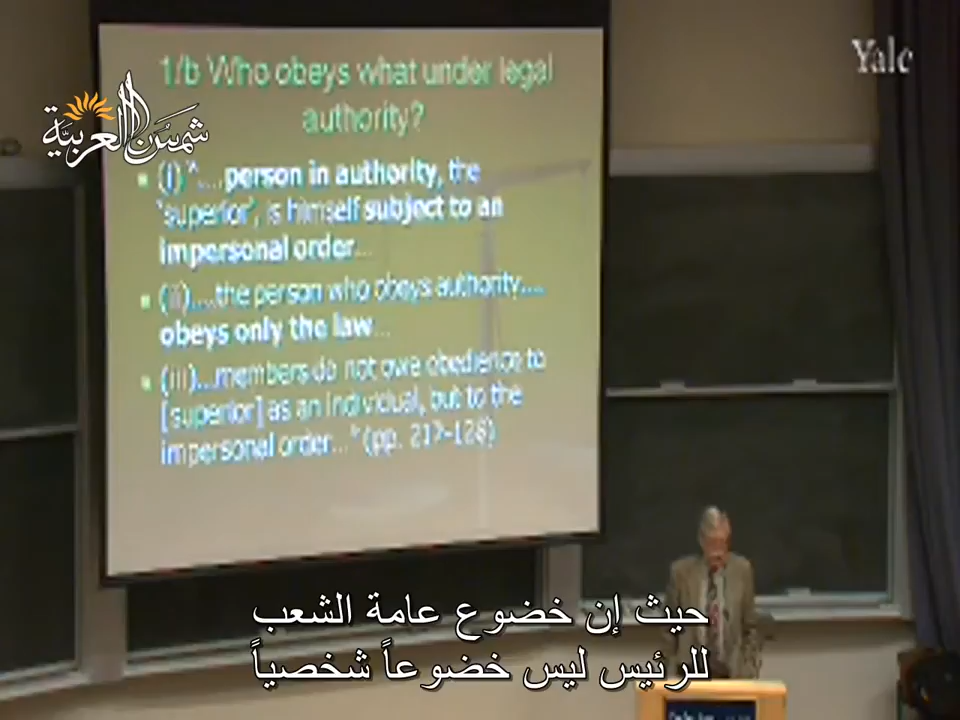 Yale
شمس العربية
1/b Who obeys what under legal
authority?
(i) "....person in authority, the
'superior', is himself subject to an
impersonal order...
(ii)....the person who obeys authority....
obeys only the law...
(iii)...members do not owe obedience to
[superior] as an individual, but to the
impersonal order..." (pp. 217-128)
حيث إن خضوع عامة الشعب
للرئيس ليس خضوعاً شخصياً